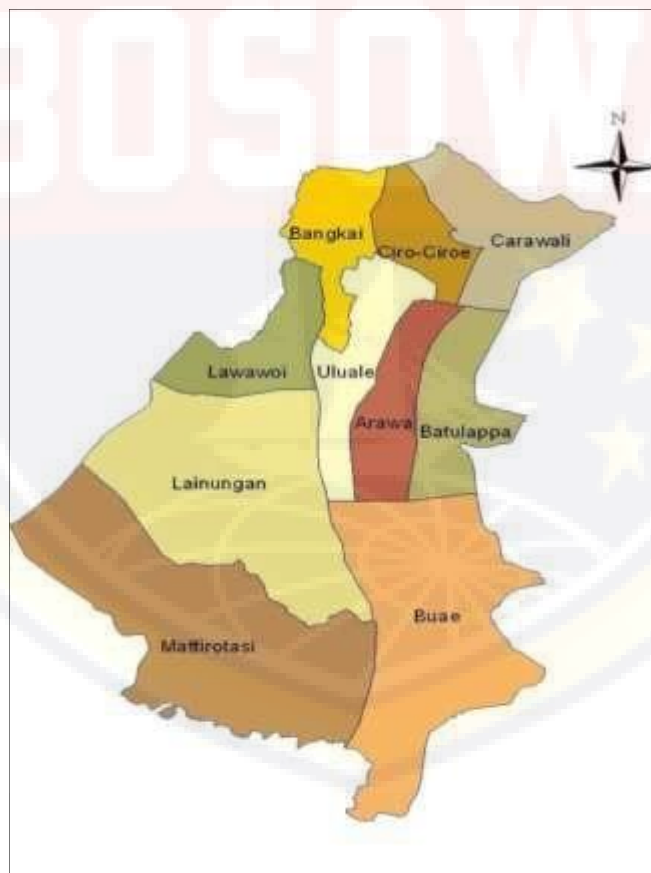 BOSOW
N
Bangkai
Ciro-Ciroe
Carawali
Lawawoi
Uluale
Arawa
Batulappa
Lainungan
Buae
Mattirotasi